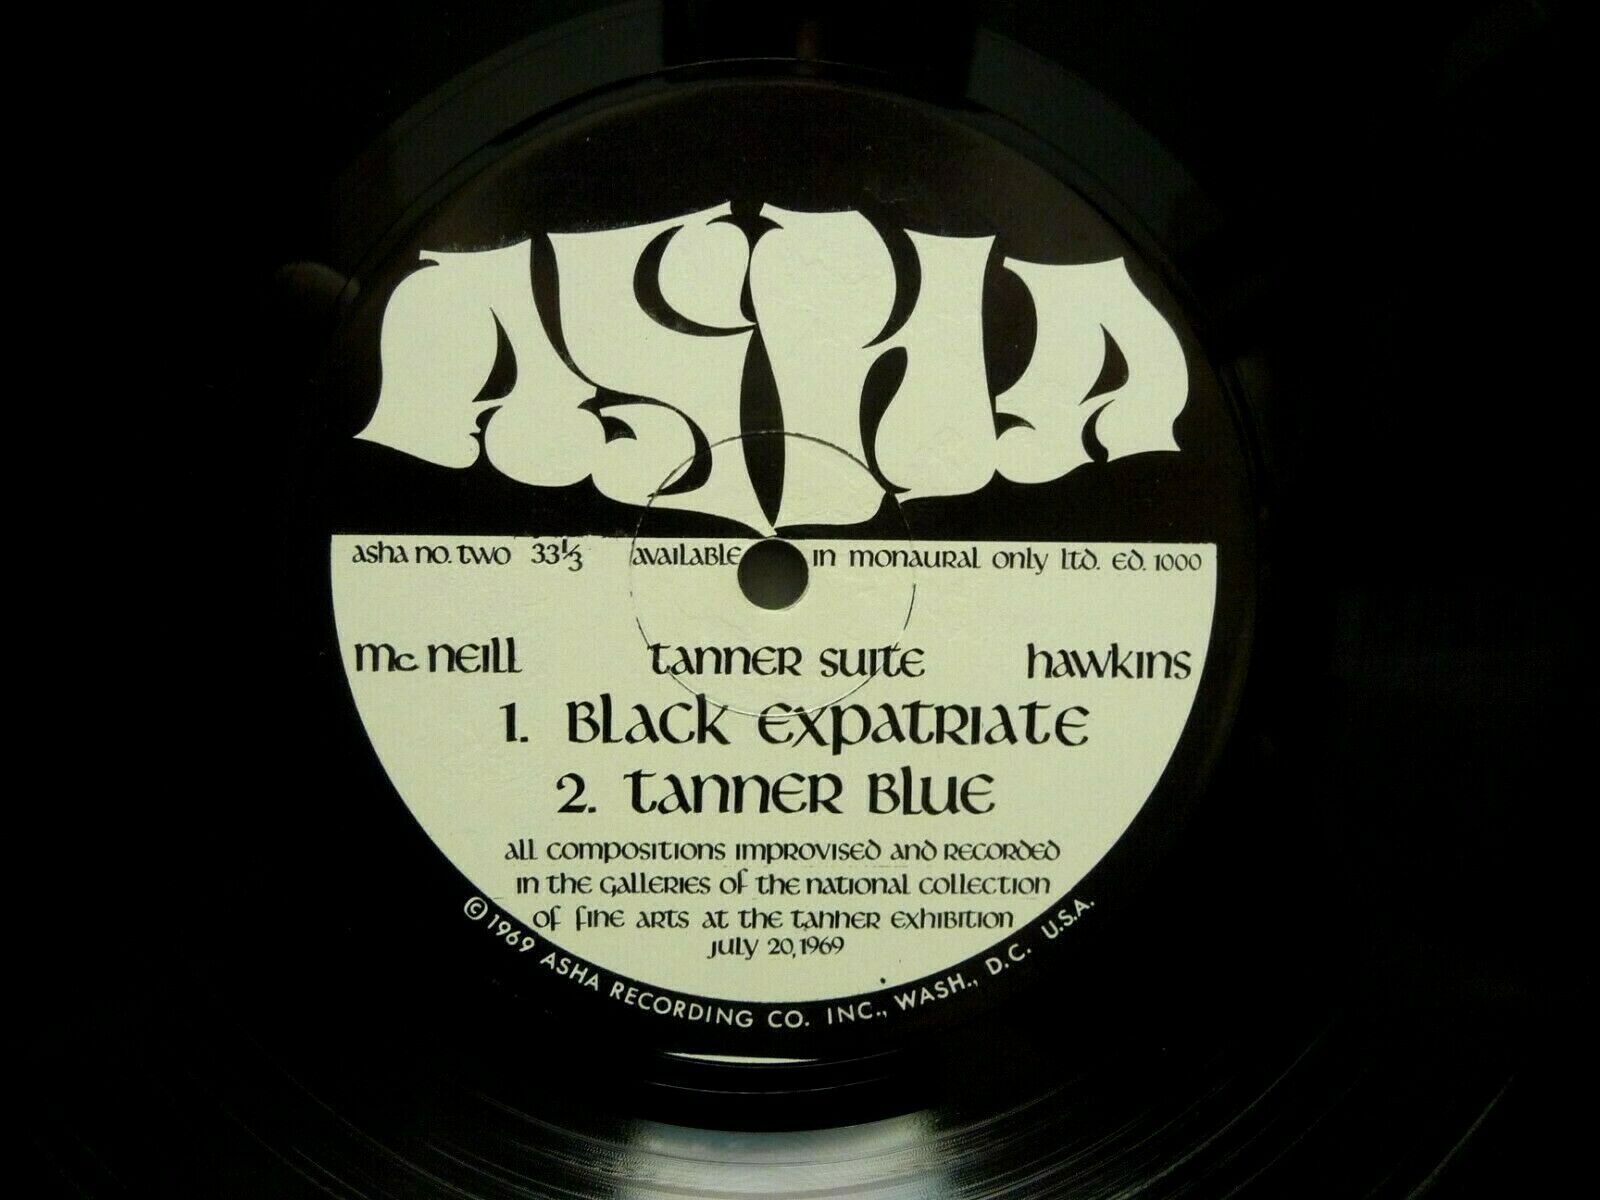 ASHA
asha no. two 33⅓ available in monaural only ltd. ed. 1000
mc neill tanner suite hawkins
1. black expatriate
2. tanner blue
all compositions improvised and recorded
in the galleries of the national collection
of fine arts at the tanner exhibition
july 20, 1969
© 1969 ASHA RECORDING CO. INC., WASH., D.C. U.S.A.